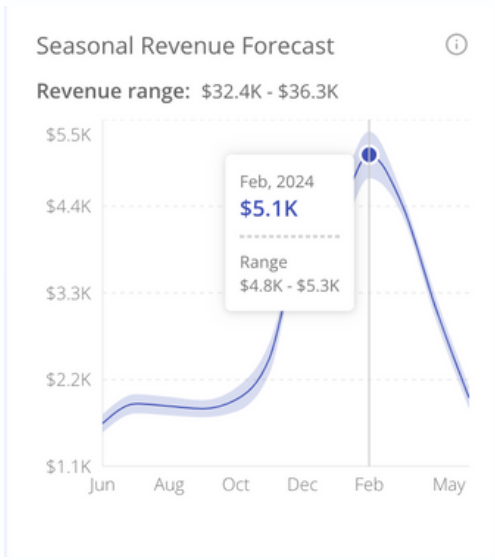 Seasonal Revenue Forecast
Revenue range: $32.4K - $36.3K
$5.5K
Feb, 2024
$5.1K
Range
$4.8K - $5.3K
$4.4K
$3.3K
$2.2K
$1.1K
Jun Aug Oct Dec Feb May